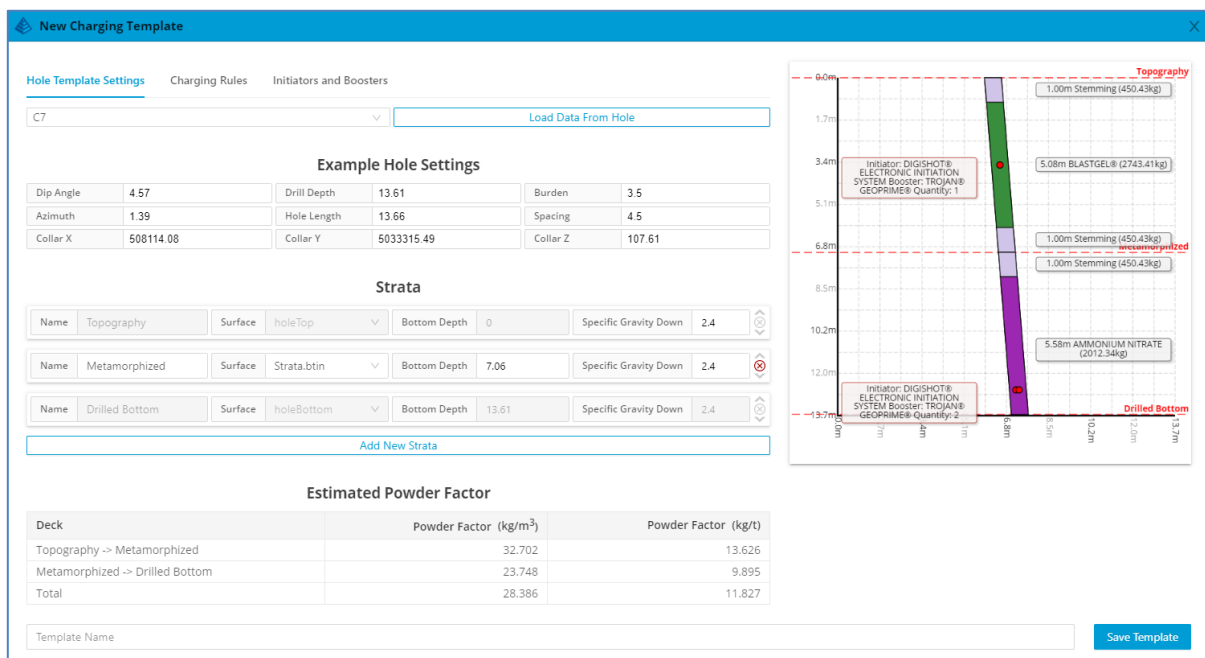 New Charging Template
Hole Template Settings Charging Rules Initiators and Boosters
C7 Load Data From Hole
Example Hole Settings
Dip Angle 4.57 Drill Depth 13.61 Burden 3.5
Azimuth 1.39 Hole Length 13.66 Spacing 4.5
Collar X 508114.08 Collar Y 5033315.49 Collar Z 107.61
Strata
Name Topography Surface holeTop Bottom Depth 0 Specific Gravity Down 2.4
Name Metamorphized Surface Strata.btin Bottom Depth 7.06 Specific Gravity Down 2.4
Name Drilled Bottom Surface holeBottom Bottom Depth 13.61 Specific Gravity Down 2.4
Add New Strata
Estimated Powder Factor
Deck Powder Factor (kg/m³) Powder Factor (kg/t)
Topography -> Metamorphized 32.702 13.626
Metamorphized -> Drilled Bottom 23.748 9.895
Total 28.386 11.827
Template Name
Save Template
Topography
0.0m
1.00m Stemming (450.43kg)
1.7m
3.4m
Initiator: DIGISHOT®
ELECTRONIC INITIATION
SYSTEM Booster: TROJAN®
GEOPRIME® Quantity: 1
5.08m BLASTGEL® (2743.41kg)
5.1m
1.00m Stemming (450.43kg)
6.8m
Metamorphized
1.00m Stemming (450.43kg)
8.5m
10.2m
5.58m AMMONIUM NITRATE
(2012.34kg)
12.0m
Initiator: DIGISHOT®
ELECTRONIC INITIATION
SYSTEM Booster: TROJAN®
GEOPRIME® Quantity: 2
Drilled Bottom
13.7m
0.0m
6.8m
8.5m
10.2m
12.0m
13.7m